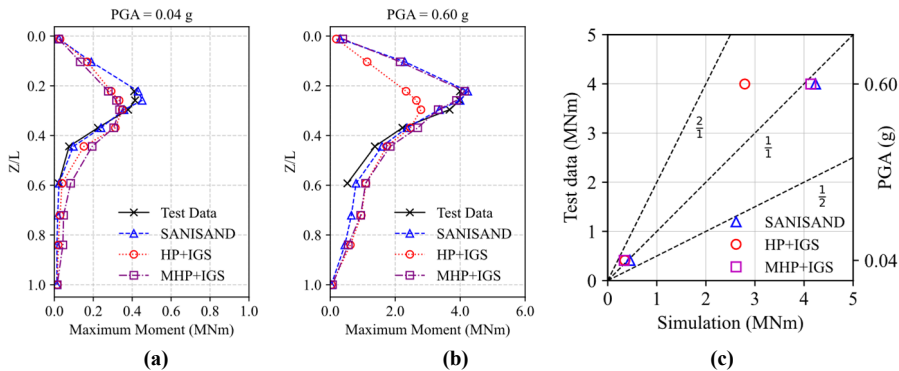 PGA = 0.04 g
0.0
0.2
0.4
0.6
0.8
1.0
Z/L
Test Data
SANISAND
HP+IGS
MHP+IGS
0.0 0.2 0.4 0.6 0.8 1.0
Maximum Moment (MNm)
(a)
PGA = 0.60 g
0.0
0.2
0.4
0.6
0.8
1.0
Z/L
Test Data
SANISAND
HP+IGS
MHP+IGS
0.0 2.0 4.0 6.0
Maximum Moment (MNm)
(b)
5
4
3
2
1
0
Test data (MNm)
2/1
1/1
1/2
SANISAND
HP+IGS
MHP+IGS
0.60
0.04
PGA (g)
0 1 2 3 4 5
Simulation (MNm)
(c)